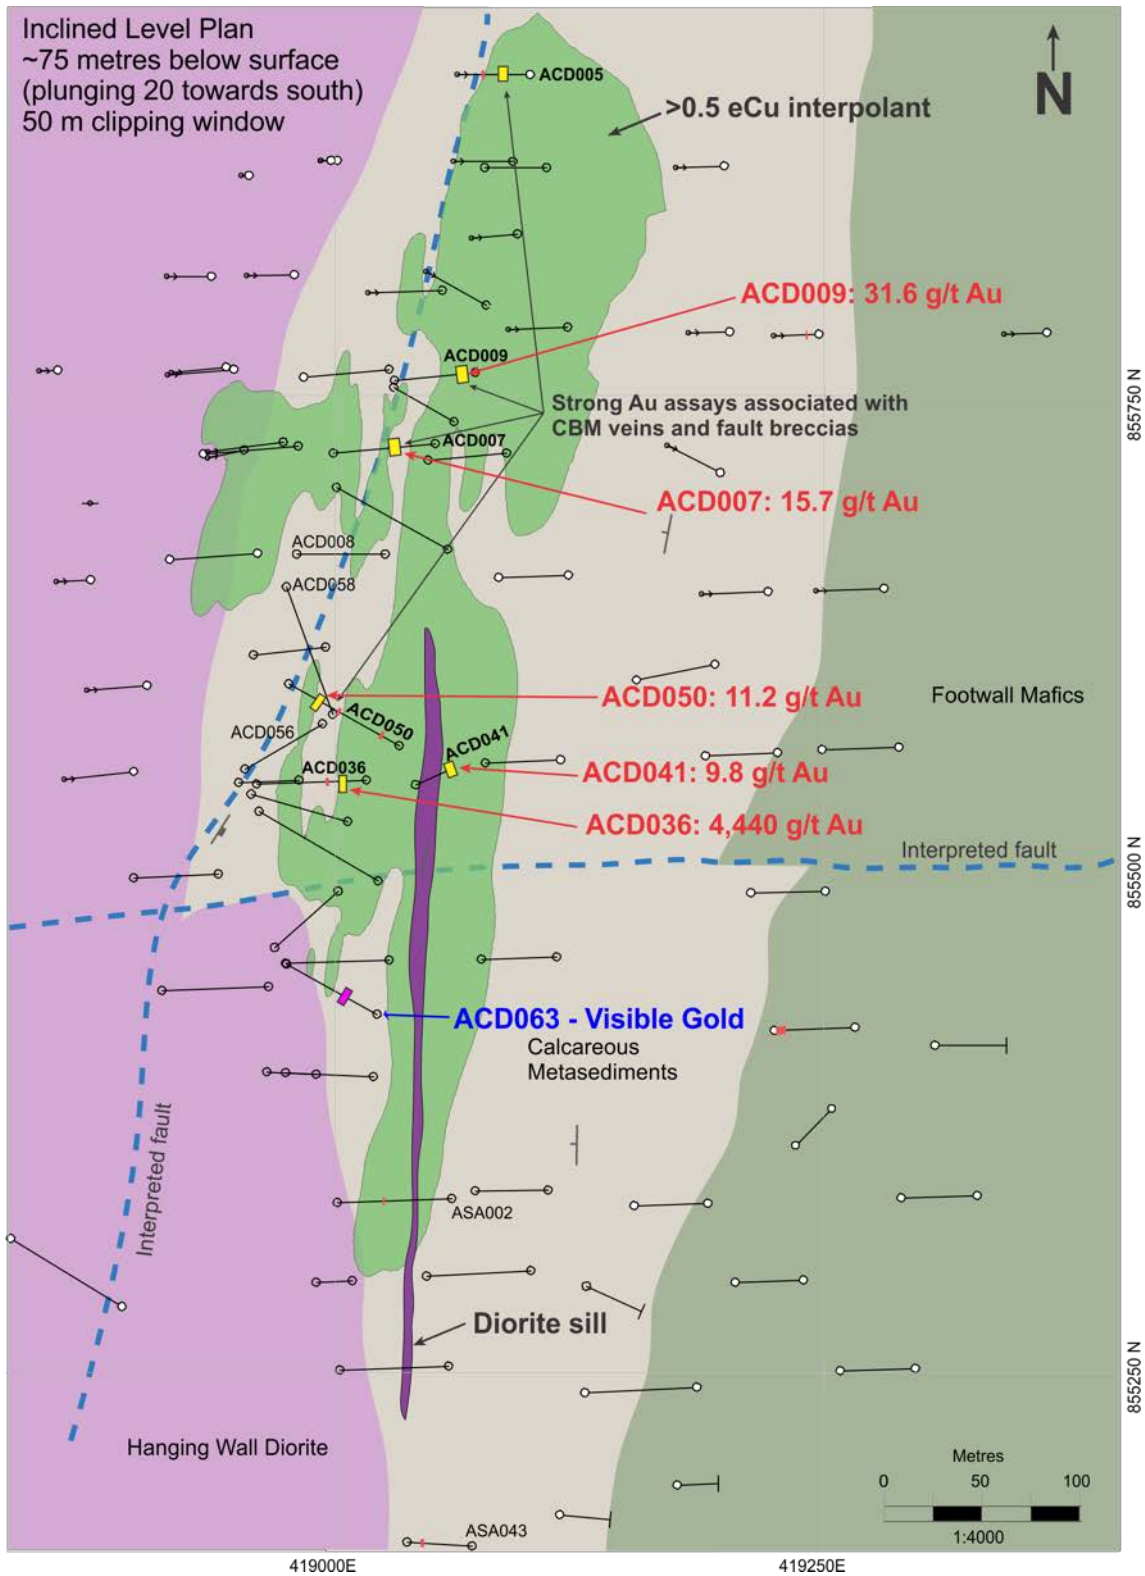 Inclined Level Plan
~75 metres below surface
(plunging 20 towards south)
50 m clipping window
N
ACD005
>0.5 eCu interpolant
ACD009: 31.6 g/t Au
ACD009
Strong Au assays associated with
CBM veins and fault breccias
855750 N
ACD007
ACD007: 15.7 g/t Au
ACD008
ACD058
ACD050: 11.2 g/t Au
Footwall Mafics
ACD050
ACD056
ACD041
ACD036
ACD041: 9.8 g/t Au
ACD036: 4,440 g/t Au
Interpreted fault
855500 N
ACD063 - Visible Gold
Calcareous
Metasediments
Interpreted fault
ASA002
Diorite sill
855250 N
Hanging Wall Diorite
Metres
0 50 100
1:4000
ASA043
419000E
419250E